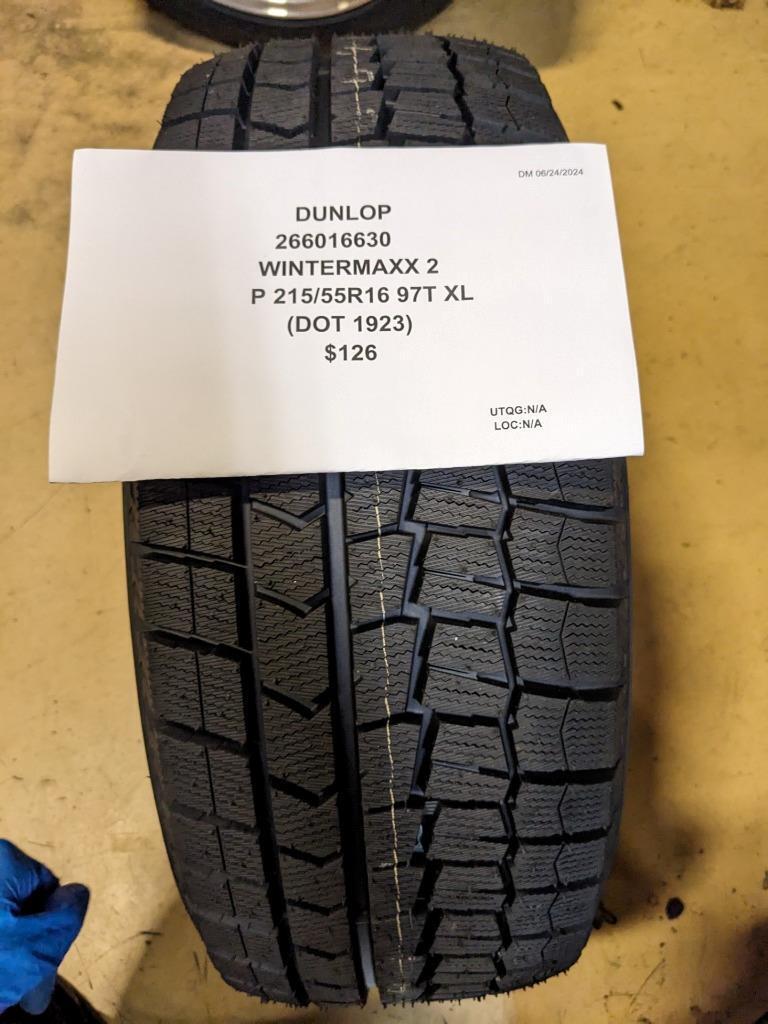 DM 06/24/2024
DUNLOP
266016630
WINTERMAXX 2
P 215/55R16 97T XL
(DOT 1923)
$126
UTQG:N/A
LOC:N/A